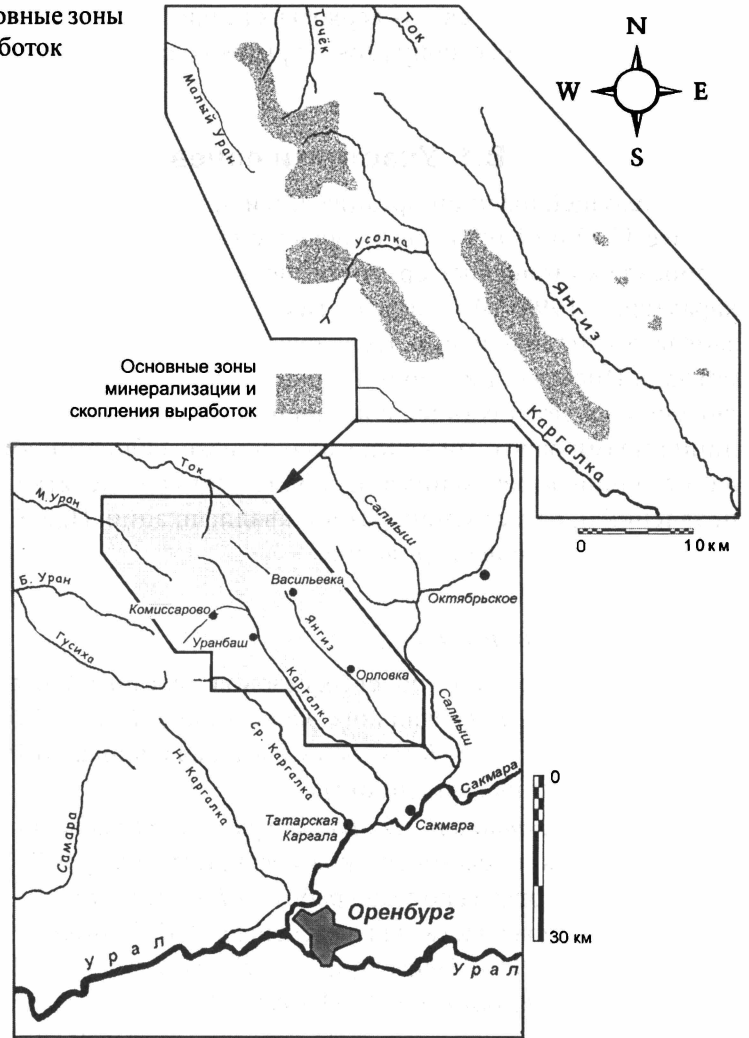 овные зоны
боток
Точёк
Ток
Малый Уран
N
W
E
S
Усолка
Янгиз
Каргалка
Основные зоны
минерализации и
скопления выработок
0
10 км
Ток
М. Уран
Салмыш
Б. Уран
Васильевка
Октябрьское
Комиссарово
Гусиха
Уранбаш
Янгиз
Орловка
Каргалка
Салмыш
Ср. Каргалка
Н. Каргалка
Сакмара
0
Самара
Татарская
Каргала
Сакмара
Оренбург
30 км
Урал
Урал